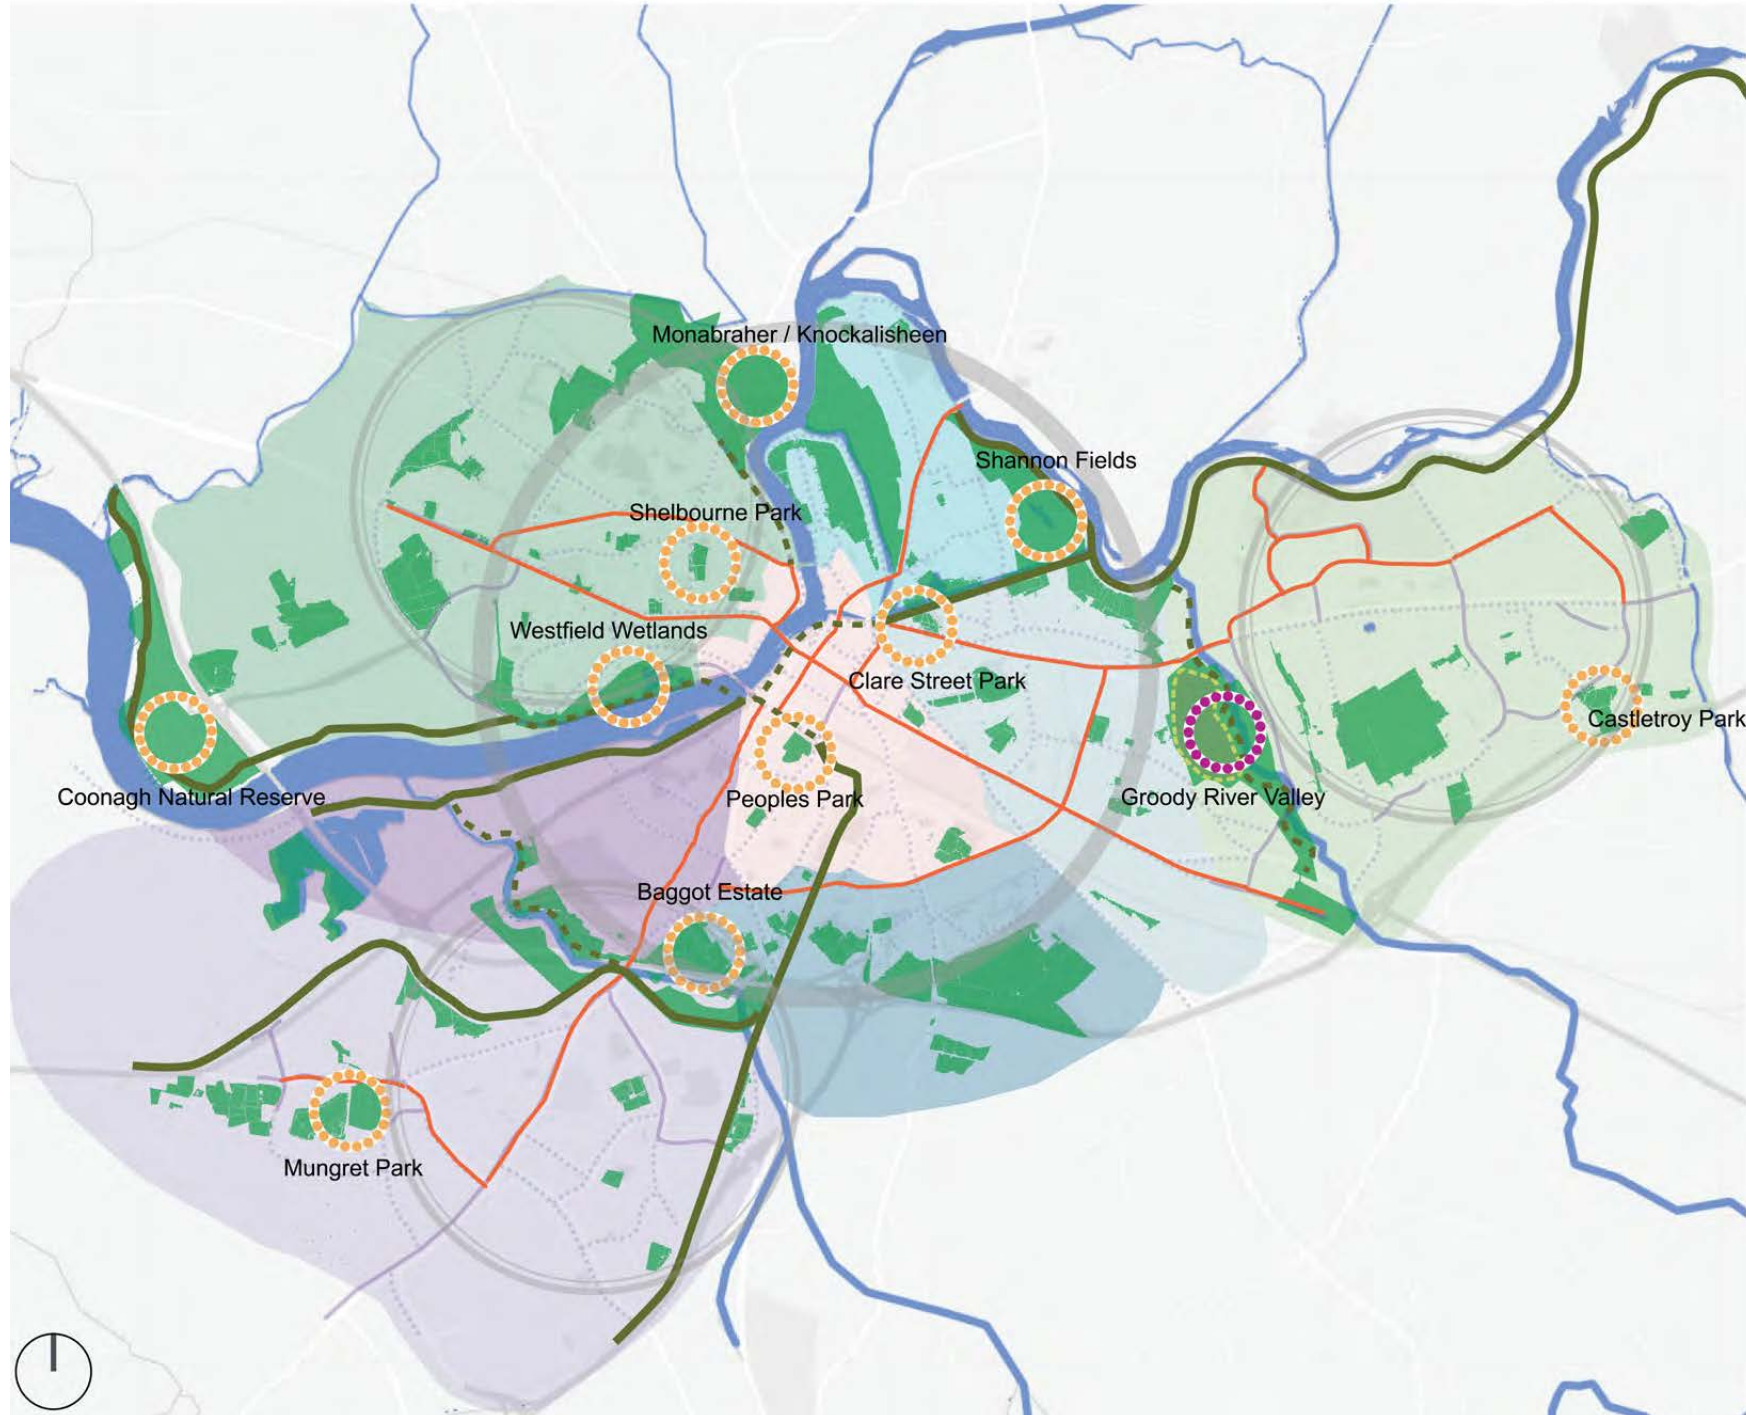 Monabraher / Knockalisheen
Shannon Fields
Shelbourne Park
Westfield Wetlands
Clare Street Park
Castletroy Park
Coonagh Natural Reserve
Peoples Park
Groody River Valley
Baggot Estate
Mungret Park